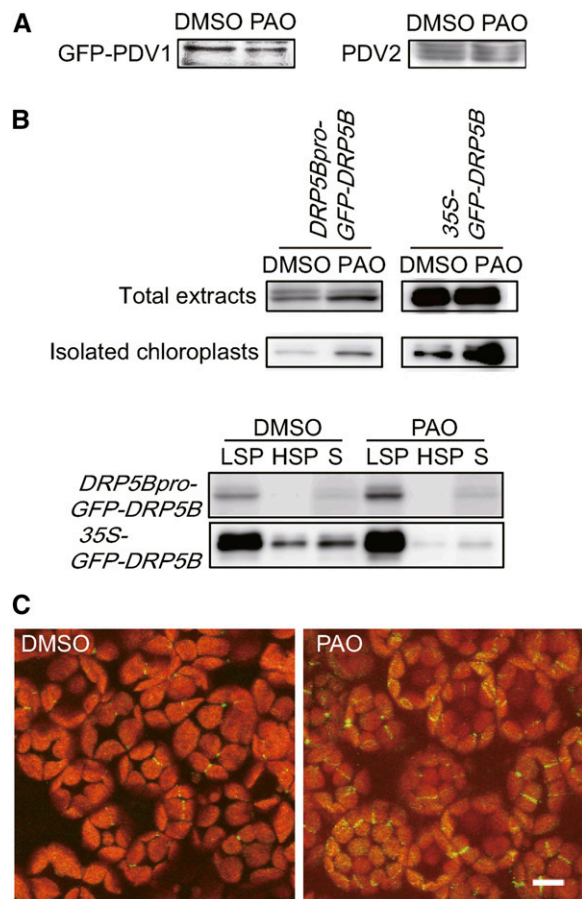 A
DMSO PAO DMSO PAO
GFP-PDV1 PDV2
B
DRP5Bpro-
GFP-DRP5B
35S-
GFP-DRP5B
DMSO PAO DMSO PAO
Total extracts
Isolated chloroplasts
DMSO PAO
LSP HSP S LSP HSP S
DRP5Bpro-
GFP-DRP5B
35S-
GFP-DRP5B
C
DMSO PAO